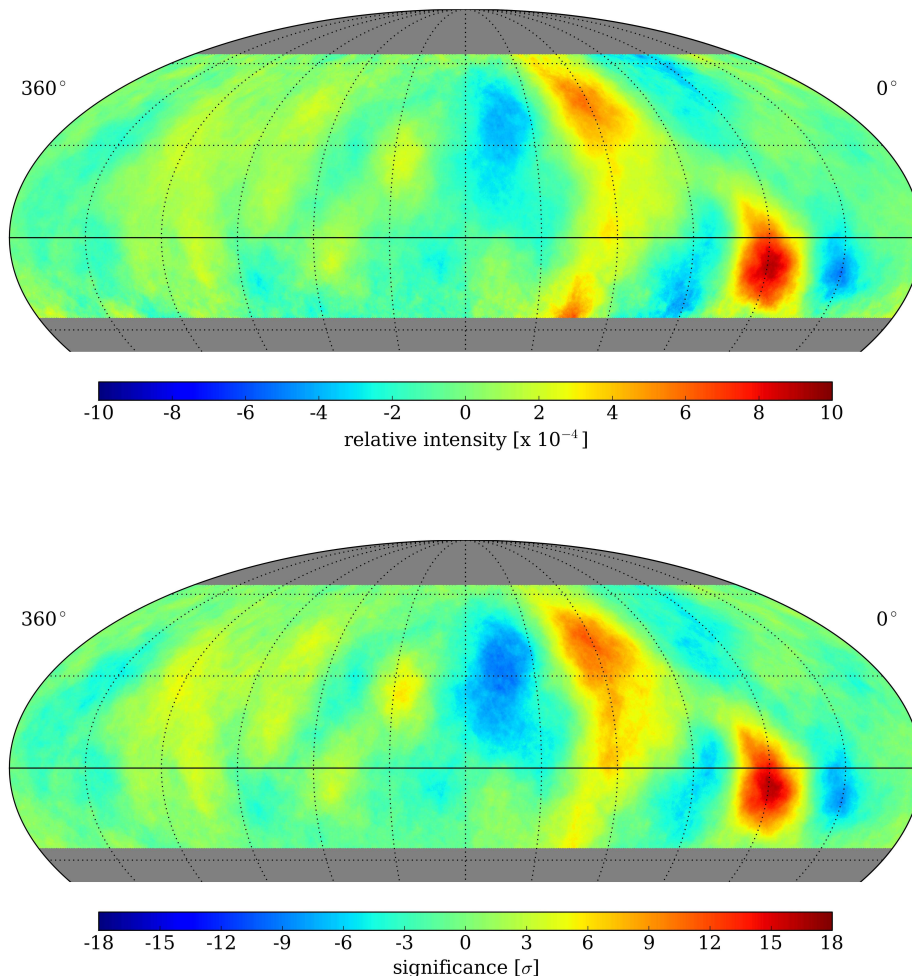 360° 0°
-10 -8 -6 -4 -2 0 2 4 6 8 10
relative intensity [x 10⁻⁴]
360° 0°
-18 -15 -12 -9 -6 -3 0 3 6 9 12 15 18
significance [σ]